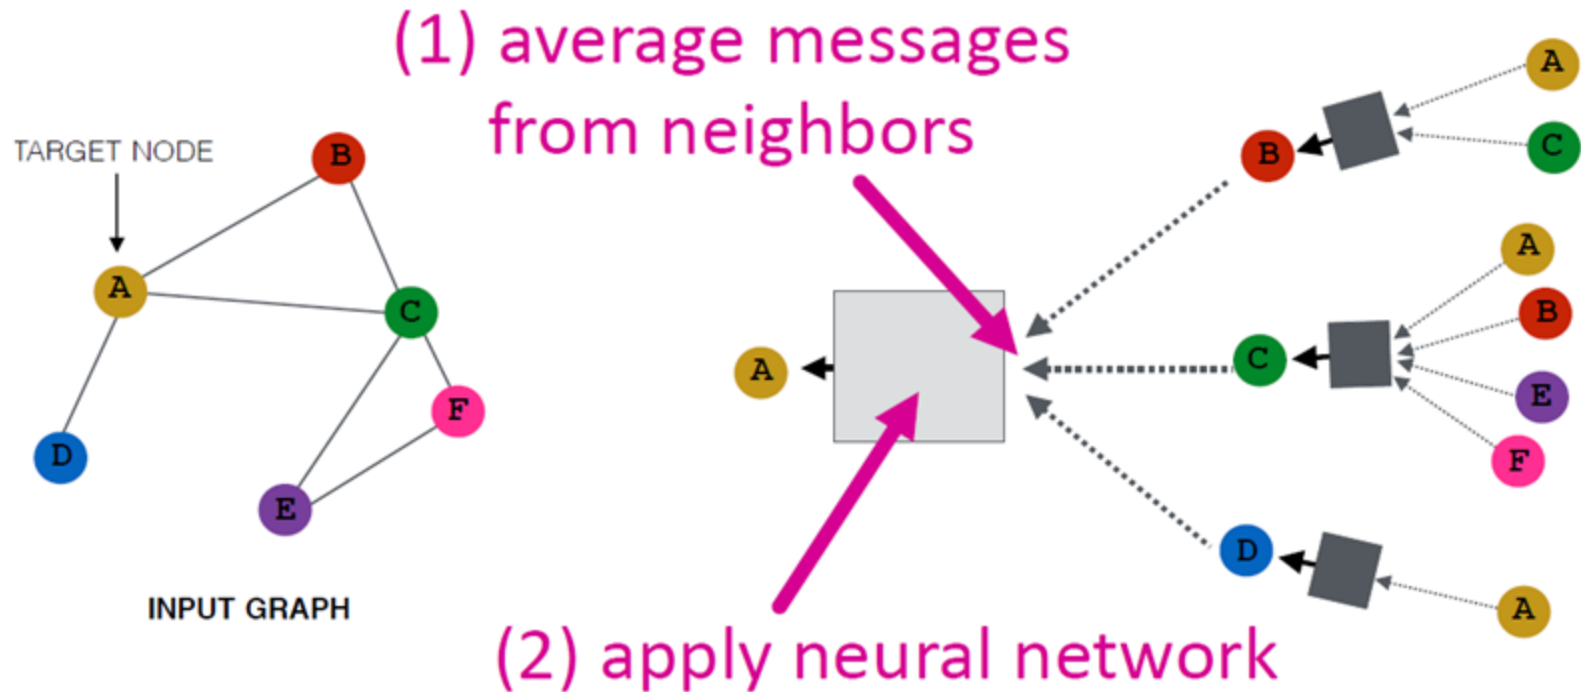 (1) average messages
from neighbors
TARGET NODE
A
B
C
D
E
F
INPUT GRAPH
A
B
C
D
A
C
A
B
E
F
A
(2) apply neural network